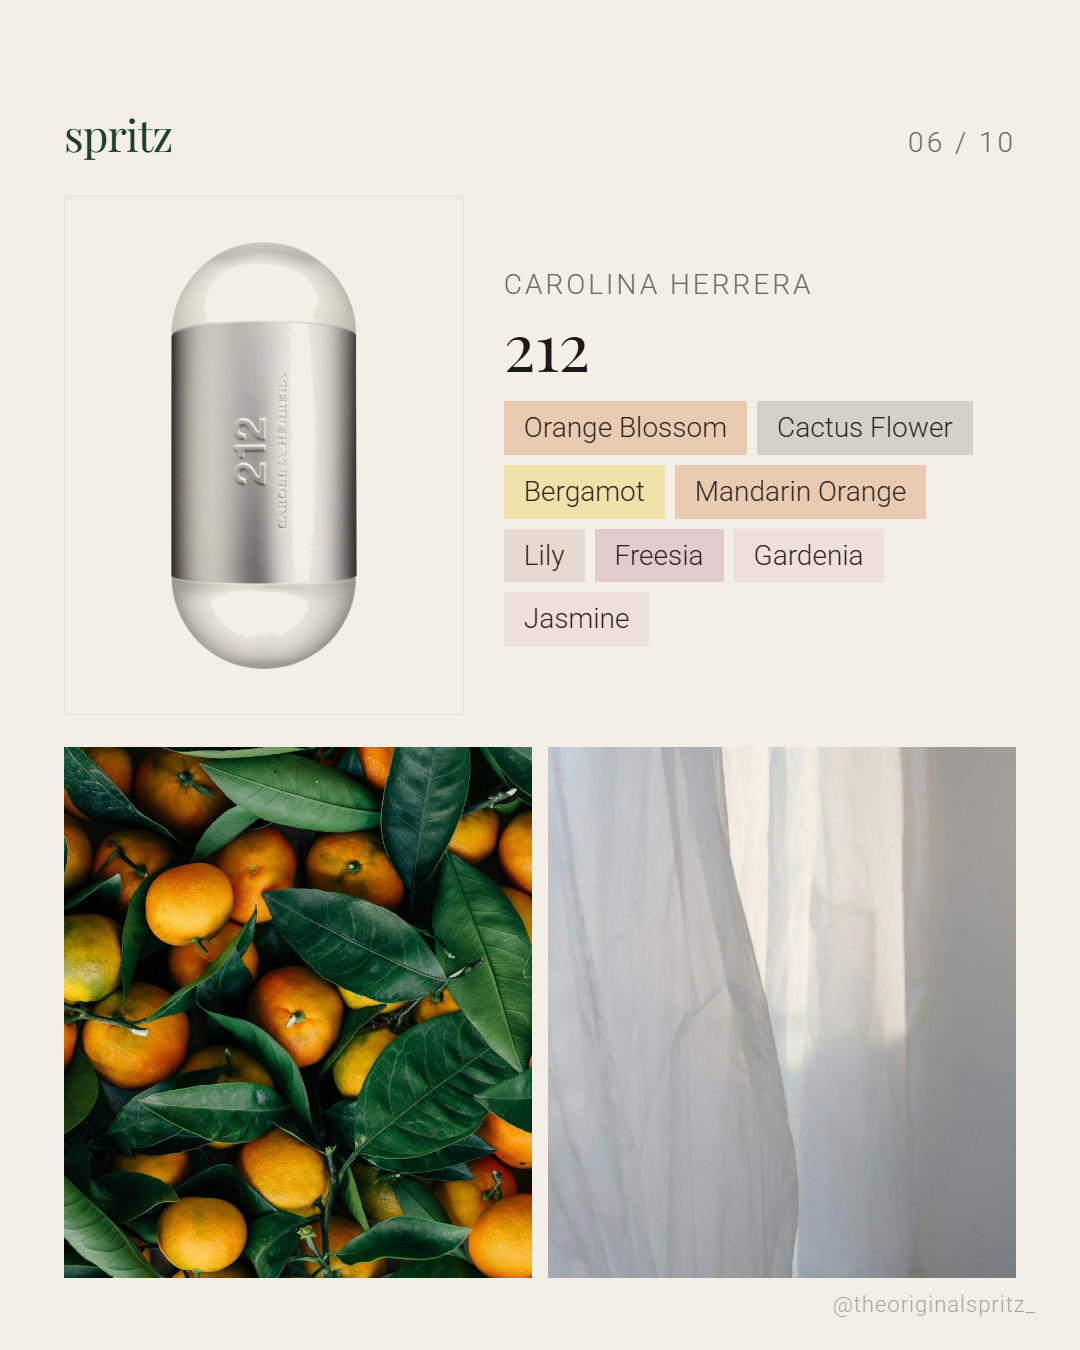 spritz
06 / 10
212
CAROLINA HERRERA
CAROLINA HERRERA
212
Orange Blossom
Cactus Flower
Bergamot
Mandarin Orange
Lily
Freesia
Gardenia
Jasmine
@theoriginalspritz_